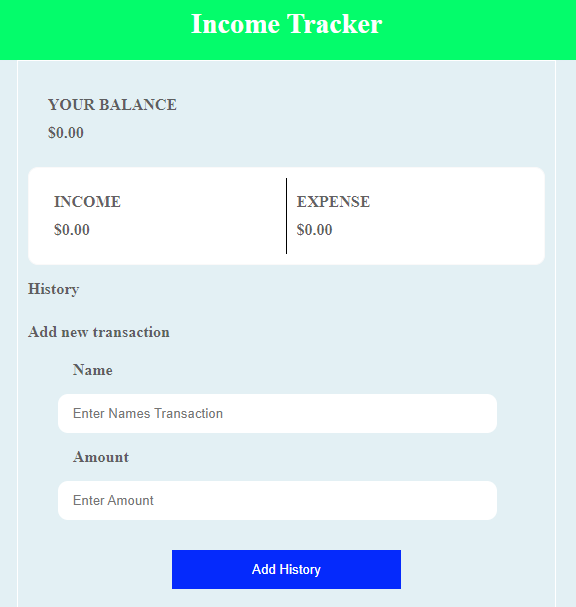 Income Tracker
YOUR BALANCE
$0.00
INCOME
$0.00
EXPENSE
$0.00
History
Add new transaction
Name
Enter Names Transaction
Amount
Enter Amount
Add History